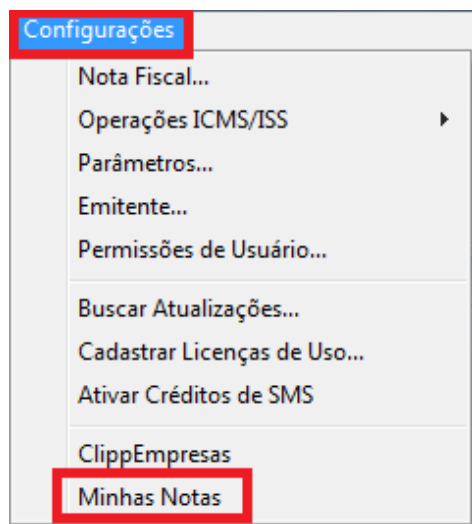 Configurações
Nota Fiscal...
Operações ICMS/ISS
Parâmetros...
Emitente...
Permissões de Usuário...
Buscar Atualizações...
Cadastrar Licenças de Uso...
Ativar Créditos de SMS
ClippEmpresas
Minhas Notas